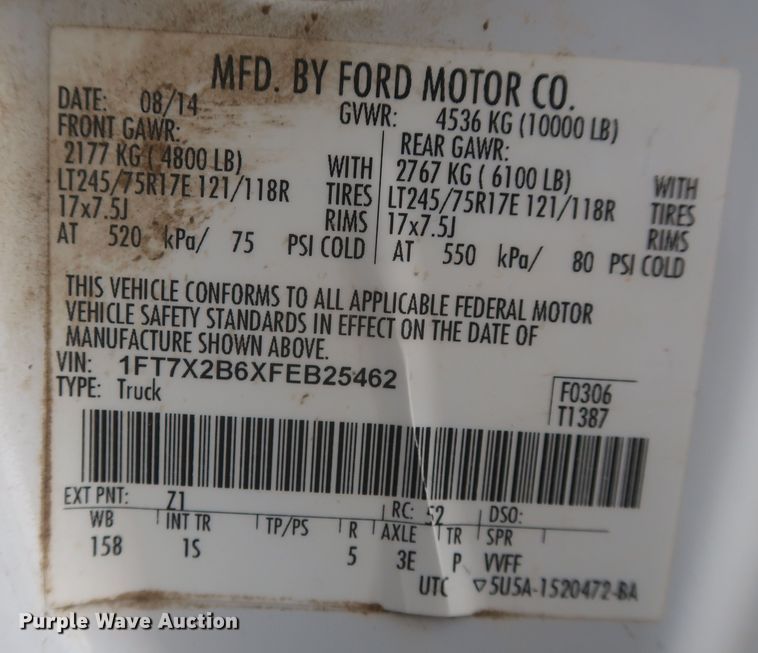 MFD. BY FORD MOTOR CO.
DATE: 08/14 GVWR: 4536 KG (10000 LB)
FRONT GAWR: REAR GAWR:
2177 KG ( 4800 LB) WITH 2767 KG ( 6100 LB) WITH
LT245/75R17E 121/118R TIRES LT245/75R17E 121/118R TIRES
17x7.5J RIMS 17x7.5J RIMS
AT 520 kPa/ 75 PSI COLD AT 550 kPa/ 80 PSI COLD
THIS VEHICLE CONFORMS TO ALL APPLICABLE FEDERAL MOTOR
VEHICLE SAFETY STANDARDS IN EFFECT ON THE DATE OF
MANUFACTURE SHOWN ABOVE.
VIN: 1FT7X2B6XFEB25462
TYPE: Truck F0306
T1387
EXT PNT: Z1 RC: 52 DSO:
WB INT TR TP/PS R AXLE TR SPR
158 1S 5 3E P VVFF
UTC ▽5U5A-1520472-BA
Purple Wave Auction